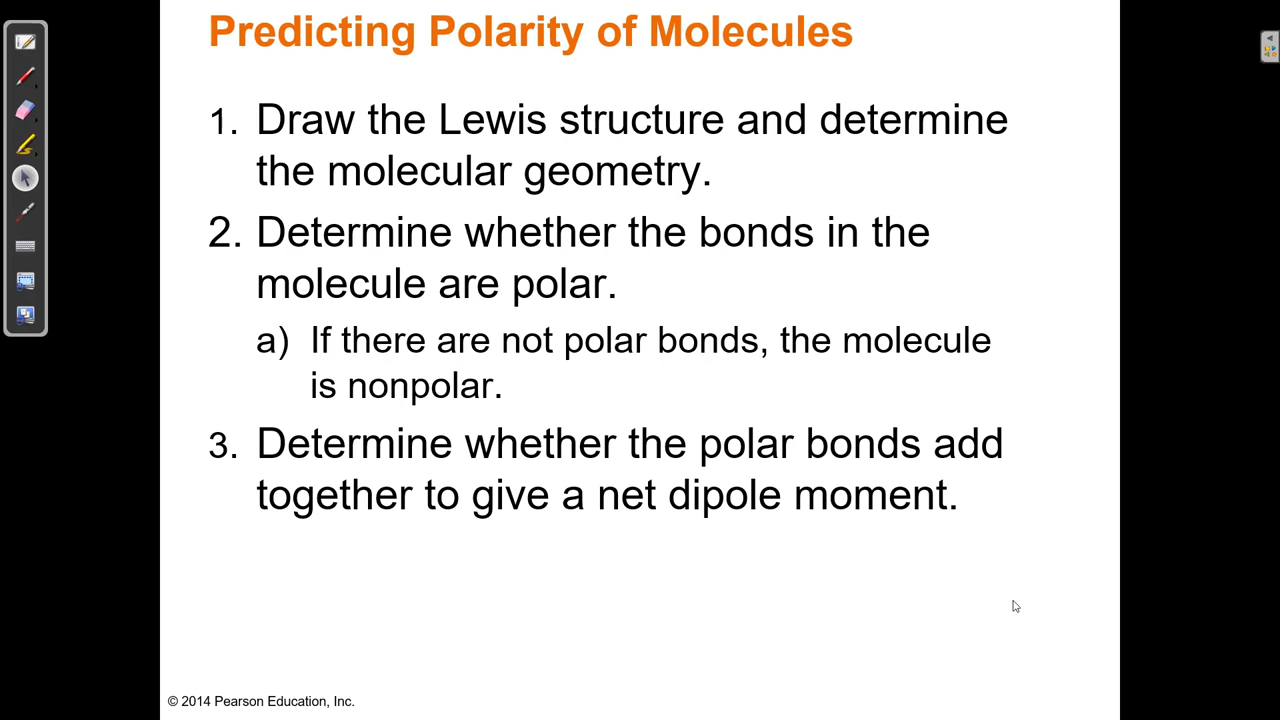 Predicting Polarity of Molecules
1. Draw the Lewis structure and determine
the molecular geometry.
2. Determine whether the bonds in the
molecule are polar.
a) If there are not polar bonds, the molecule
is nonpolar.
3. Determine whether the polar bonds add
together to give a net dipole moment.
© 2014 Pearson Education, Inc.